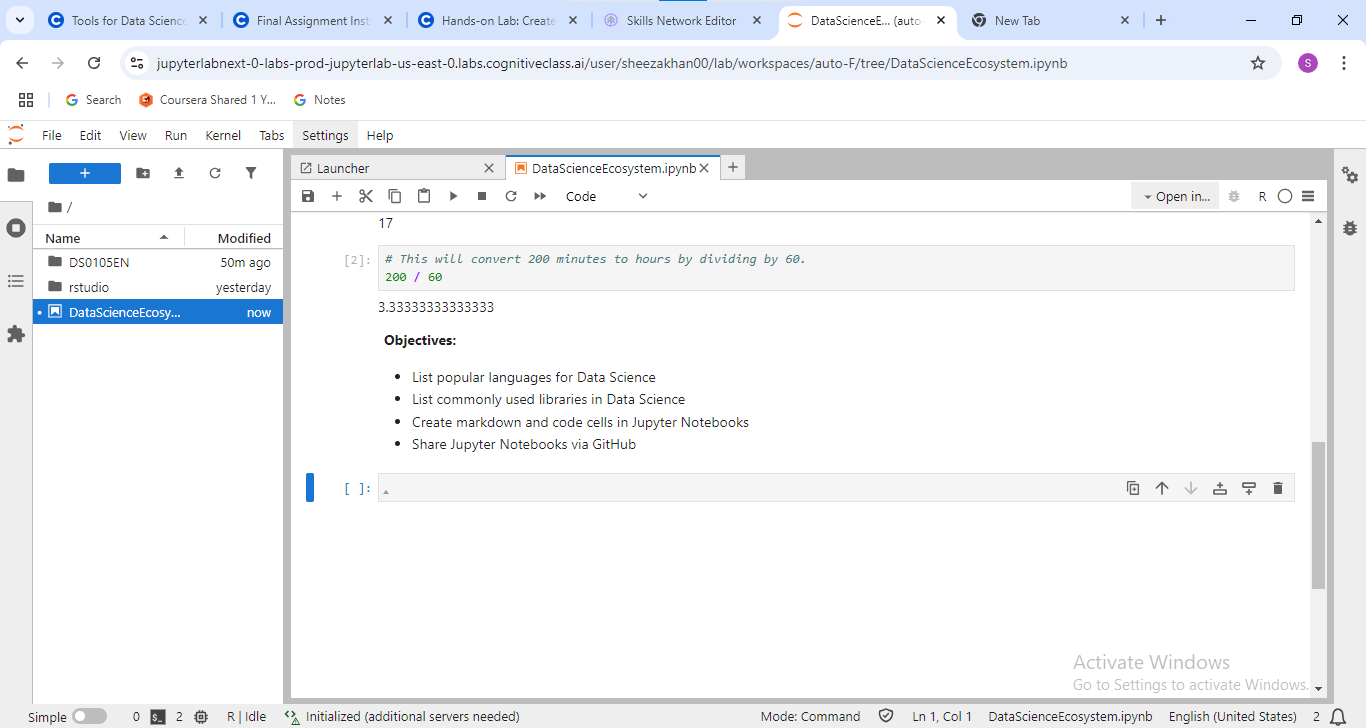 Tools for Data Science
Final Assignment Inst
Hands-on Lab: Create
Skills Network Editor
DataScienceE... (auto
New Tab
jupyterlabnext-0-labs-prod-jupyterlab-us-east-0.labs.cognitiveclass.ai/user/sheezakhan00/lab/workspaces/auto-F/tree/DataScienceEcosystem.ipynb
S
Search
Coursera Shared 1 Y...
Notes
File Edit View Run Kernel Tabs Settings Help
Launcher
DataScienceEcosystem.ipynb
Code
Open in...
R
/
Name Modified
DS0105EN 50m ago
rstudio yesterday
DataScienceEcosy... now
17
[2]: # This will convert 200 minutes to hours by dividing by 60.
200 / 60
3.33333333333333
Objectives:
• List popular languages for Data Science
• List commonly used libraries in Data Science
• Create markdown and code cells in Jupyter Notebooks
• Share Jupyter Notebooks via GitHub
[ ]:
Activate Windows
Go to Settings to activate Windows.
Simple 0 2 R | Idle Initialized (additional servers needed) Mode: Command Ln 1, Col 1 DataScienceEcosystem.ipynb English (United States) 2